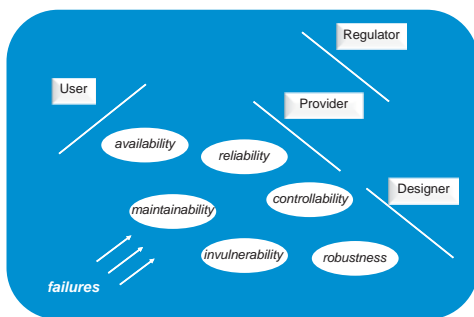 Regulator
User
Provider
availability
reliability
Designer
controllability
maintainability
invulnerability
robustness
failures